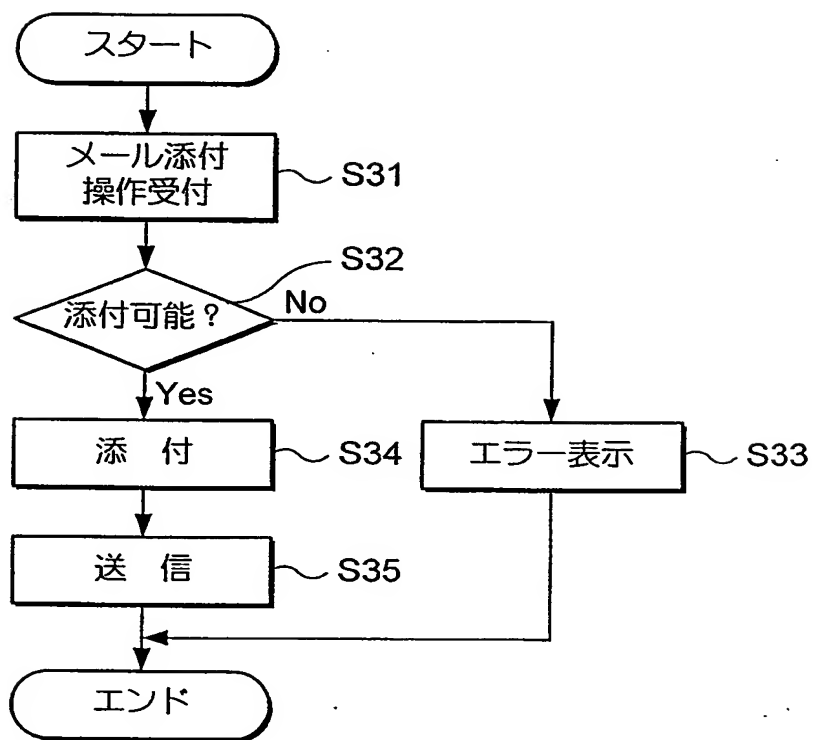 スタート
メール添付
操作受付
S31
S32
添付可能？
No
Yes
添 付
S34
エラー表示
S33
送 信
S35
エンド